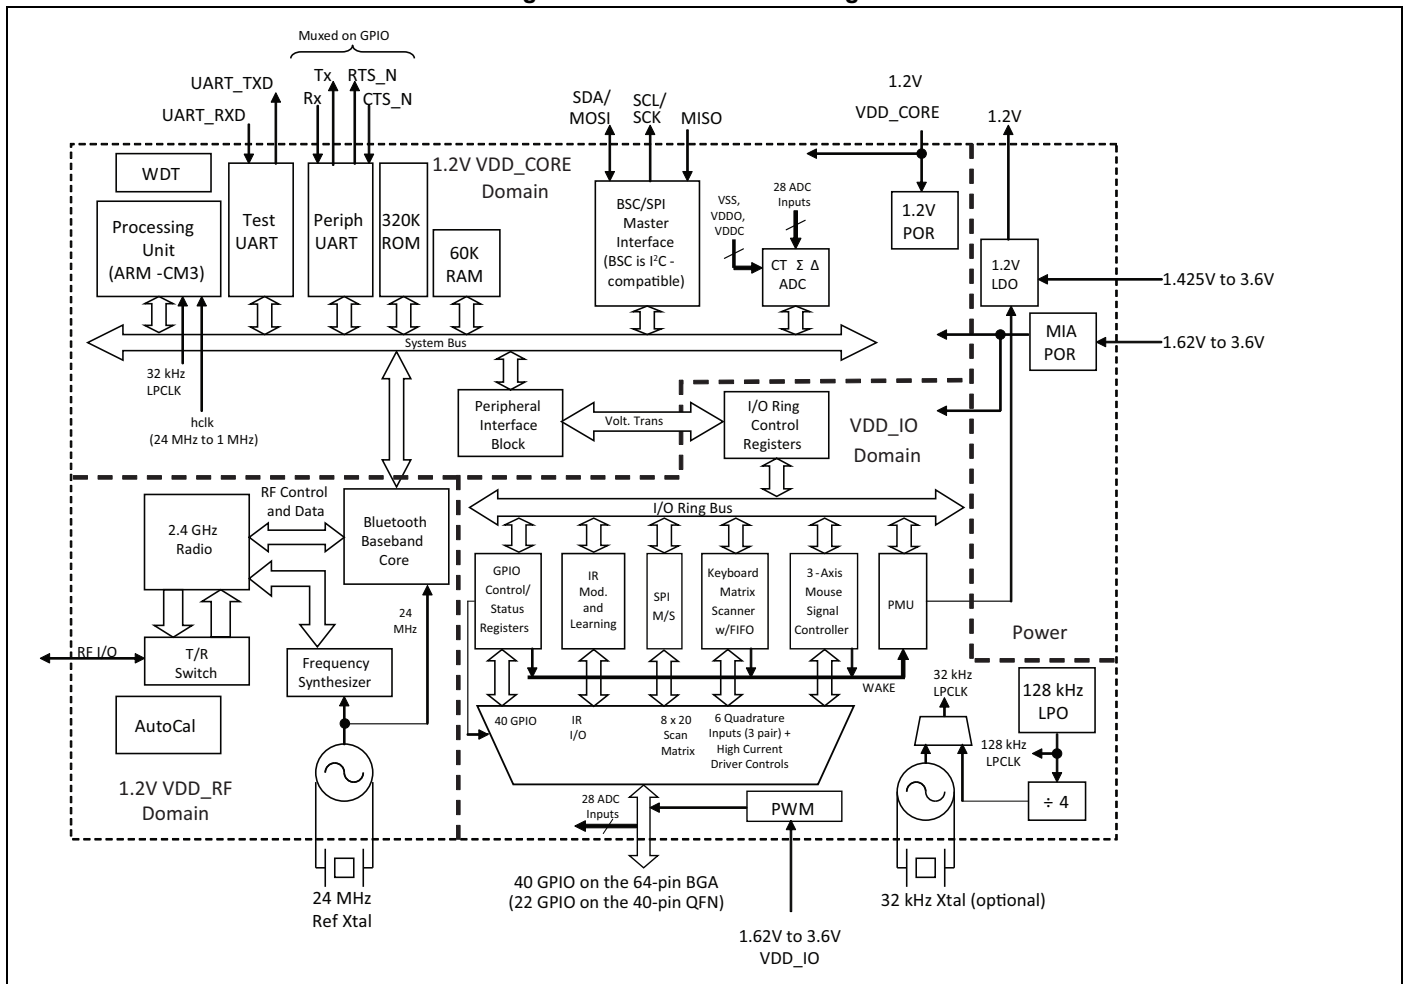 Muxed on GPIO
UART_TXD
Tx
RTS_N
Rx
CTS_N
UART_RXD
SDA/
MOSI
SCL/
SCK
MISO
1.2V
VDD_CORE
1.2V
WDT
1.2V VDD_CORE
Domain
Processing
Unit
(ARM -CM3)
Test
UART
Periph
UART
320K
ROM
60K
RAM
BSC/SPI
Master
Interface
(BSC is I²C -
compatible)
VSS,
VDDO,
VDDC
28 ADC
Inputs
CT Σ Δ
ADC
1.2V
POR
1.2V
LDO
1.425V to 3.6V
MIA
POR
1.62V to 3.6V
System Bus
32 kHz
LPCLK
hclk
(24 MHz to 1 MHz)
Peripheral
Interface
Block
Volt. Trans
I/O Ring
Control
Registers
VDD_IO
Domain
RF Control
and Data
2.4 GHz
Radio
Bluetooth
Baseband
Core
I/O Ring Bus
GPIO
Control/
Status
Registers
IR
Mod.
and
Learning
SPI
M/S
Keyboard
Matrix
Scanner
w/FIFO
3-Axis
Mouse
Signal
Controller
PMU
24
MHz
Power
RF I/O
T/R
Switch
Frequency
Synthesizer
WAKE
32 kHz
LPCLK
128 kHz
LPO
AutoCal
40 GPIO
IR
I/O
8 x 20
Scan
Matrix
6 Quadrature
Inputs (3 pair) +
High Current
Driver Controls
128 kHz
LPCLK
1.2V VDD_RF
Domain
28 ADC
Inputs
PWM
÷ 4
24 MHz
Ref Xtal
40 GPIO on the 64-pin BGA
(22 GPIO on the 40-pin QFN)
32 kHz Xtal (optional)
1.62V to 3.6V
VDD_IO